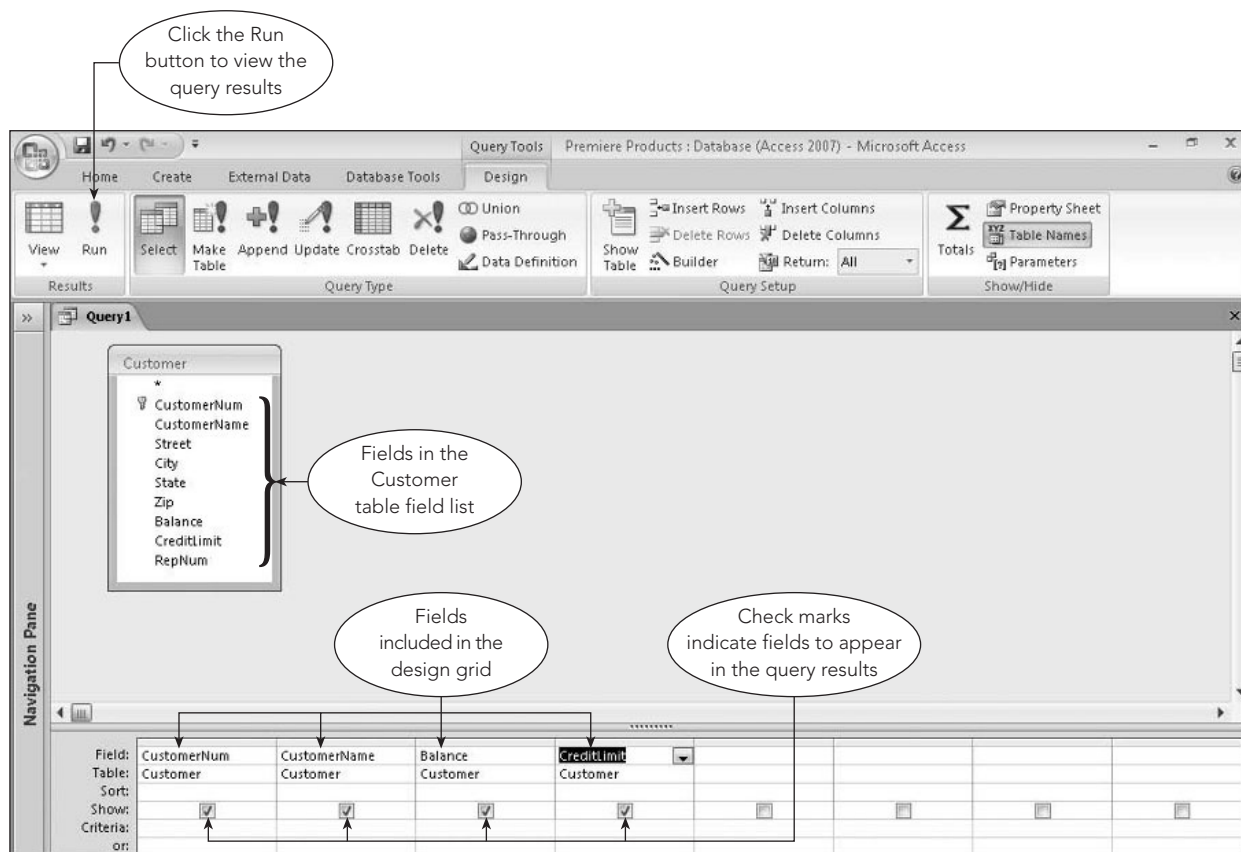 Click the Run
button to view the
query results
Query Tools
Premiere Products : Database (Access 2007) - Microsoft Access
Home Create External Data Database Tools Design
View Run
Results
Select Make Table Append Update Crosstab Delete
Union
Pass-Through
Data Definition
Query Type
Show Table
Insert Rows
Delete Rows
Builder
Insert Columns
Delete Columns
Return: All
Query Setup
Totals
Property Sheet
Table Names
Parameters
Show/Hide
Query1
Navigation Pane
Customer
*
CustomerNum
CustomerName
Street
City
State
Zip
Balance
CreditLimit
RepNum
Fields in the
Customer
table field list
Fields
included in the
design grid
Check marks
indicate fields to appear
in the query results
Field: CustomerNum CustomerName Balance CreditLimit
Table: Customer Customer Customer Customer
Sort:
Show:
Criteria:
or: